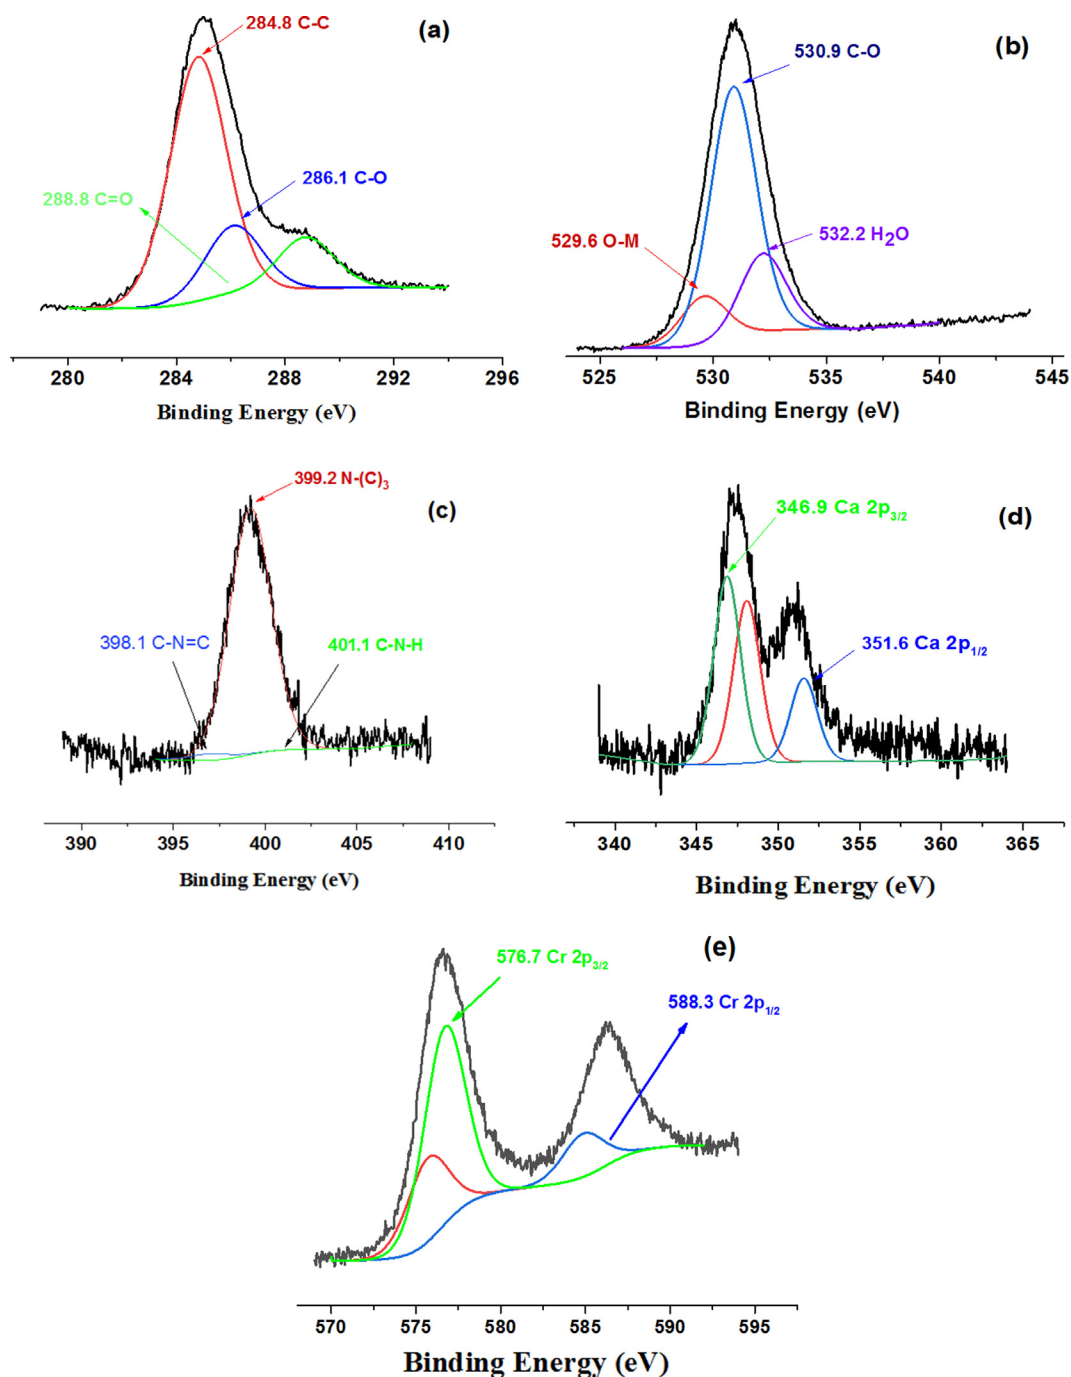 (a)
284.8 C-C
286.1 C-O
288.8 C=O
280 284 288 292 296
Binding Energy (eV)
(b)
530.9 C-O
529.6 O-M
532.2 H₂O
525 530 535 540 545
Binding Energy (eV)
399.2 N-(C)₃
(c)
398.1 C-N=C
401.1 C-N-H
390 395 400 405 410
Binding Energy (eV)
346.9 Ca 2p₃/₂
(d)
351.6 Ca 2p₁/₂
340 345 350 355 360 365
Binding Energy (eV)
(e)
576.7 Cr 2p₃/₂
588.3 Cr 2p₁/₂
570 575 580 585 590 595
Binding Energy (eV)